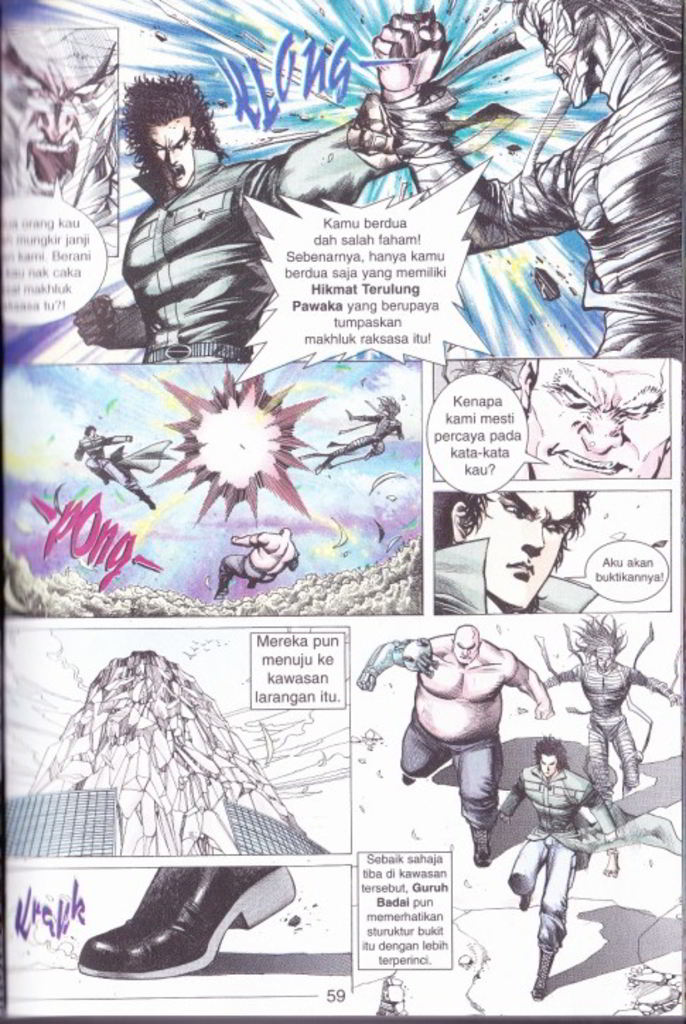 KLONG
orang kau
mungkir janji
kami. Berani
kau nak caka
makhluk
raksasa tu?!
Kamu berdua
dah salah faham!
Sebenarnya, hanya kamu
berdua saja yang memiliki
Hikmat Terulung
Pawaka yang berupaya
tumpaskan
makhluk raksasa itu!
PONG
Kenapa
kami mesti
percaya pada
kata-kata
kau?
Aku akan
buktikannya!
Mereka pun
menuju ke
kawasan
larangan itu.
Krakk
Sebaik sahaja
tiba di kawasan
tersebut, Guruh
Badai pun
memerhatikan
sturuktur bukit
itu dengan lebih
terperinci.
59